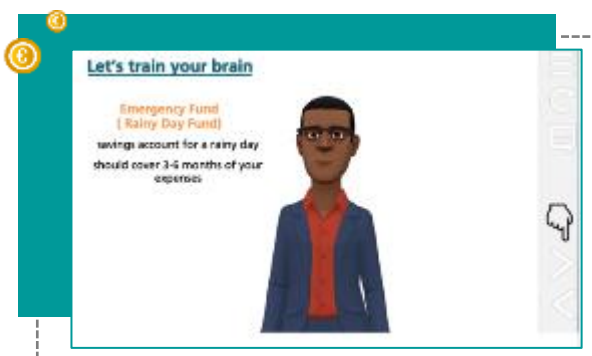 Let's train your brain
Emergency Fund
( Rainy Day Fund)
savings account for a rainy day
should cover 3-6 months of your
expenses